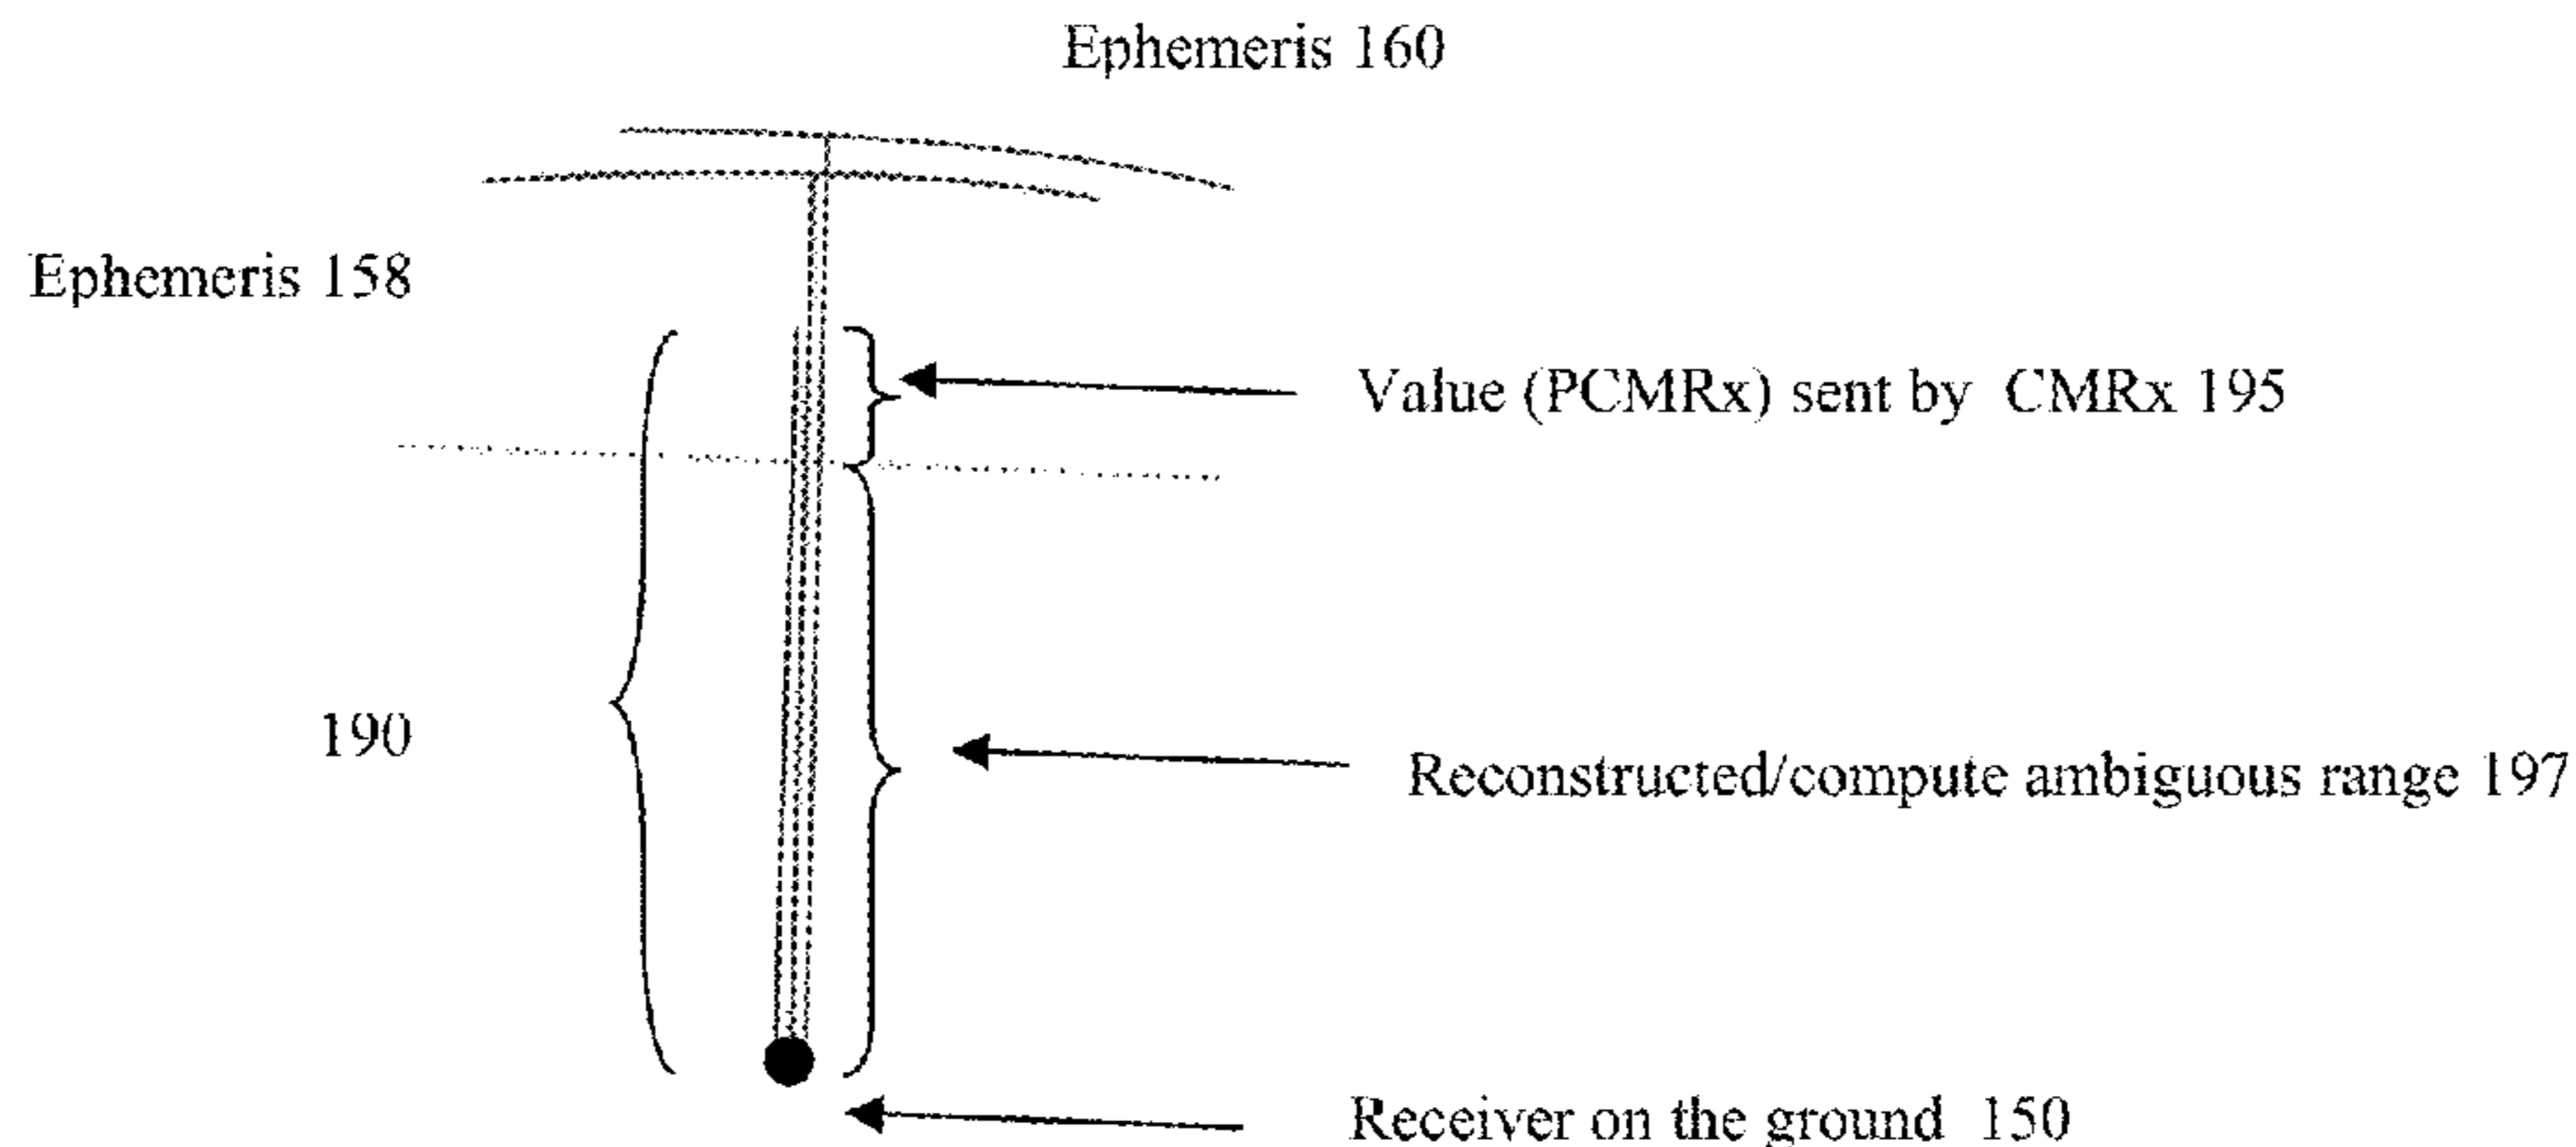 Ephemeris 160
Ephemeris 158
Value (PCMRx) sent by CMRx 195
190
Reconstructed/compute ambiguous range 197
Receiver on the ground 150